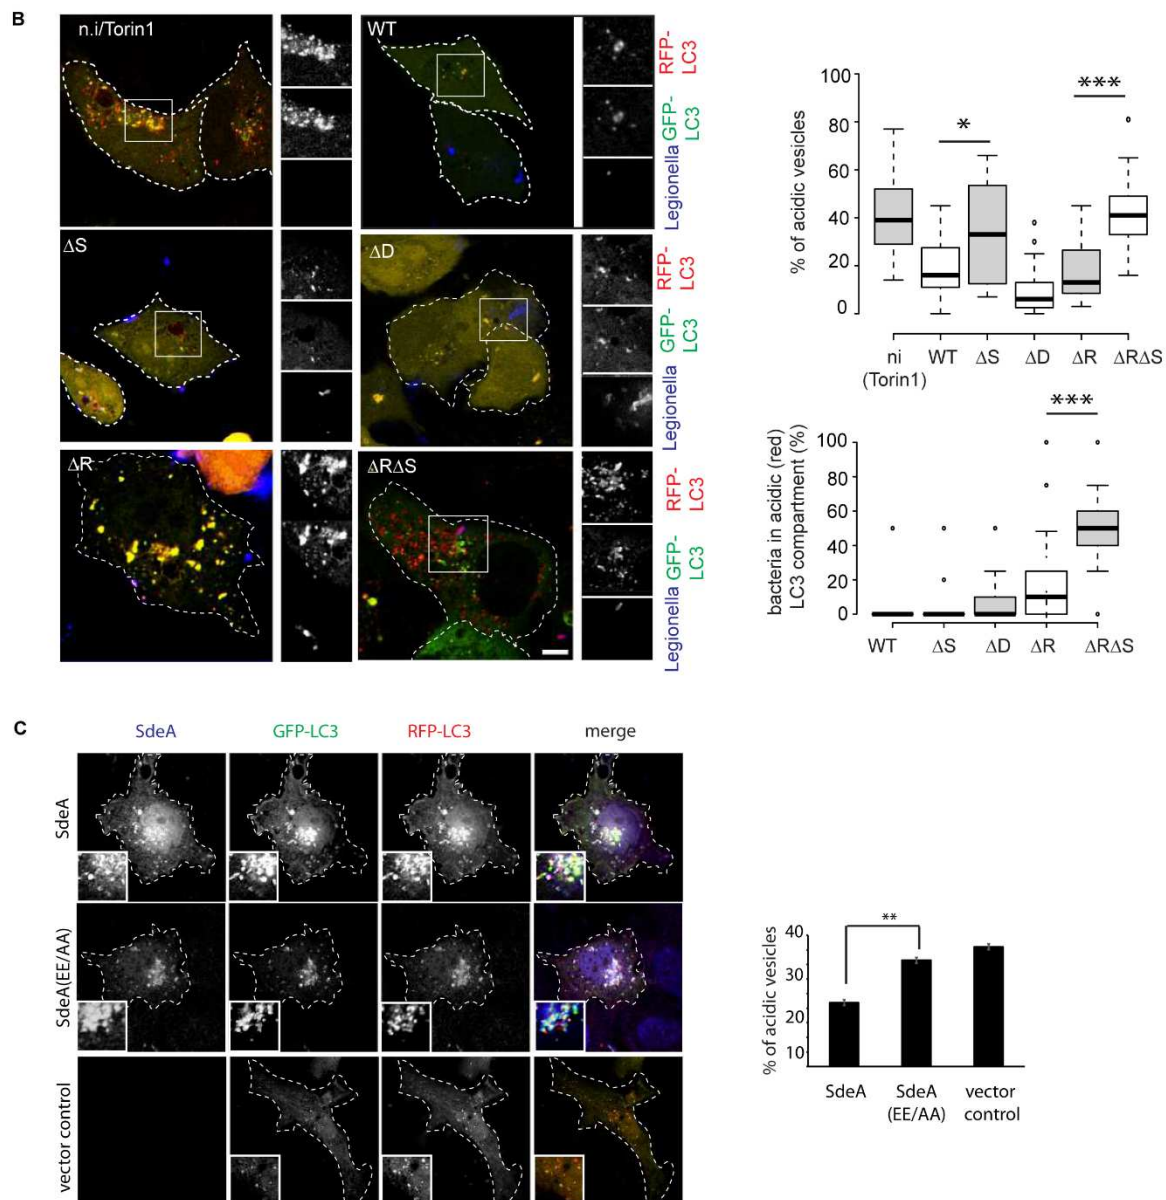 B
n.i/Torin1
WT
RFP-
LC3
GFP-
LC3
Legionella
ΔS
ΔD
RFP-
LC3
GFP-
LC3
Legionella
ΔR
ΔRΔS
RFP-
LC3
GFP-
LC3
Legionella
% of acidic vesicles
100
80
60
40
20
0
*
***
ni
(Torin1)
WT
ΔS
ΔD
ΔR
ΔRΔS
bacteria in acidic (red)
LC3 compartment (%)
100
80
60
40
20
0
***
WT
ΔS
ΔD
ΔR
ΔRΔS
C
SdeA
GFP-LC3
RFP-LC3
merge
SdeA
SdeA(EE/AA)
vector control
% of acidic vesicles
40
30
20
10
**
SdeA
SdeA
(EE/AA)
vector
control